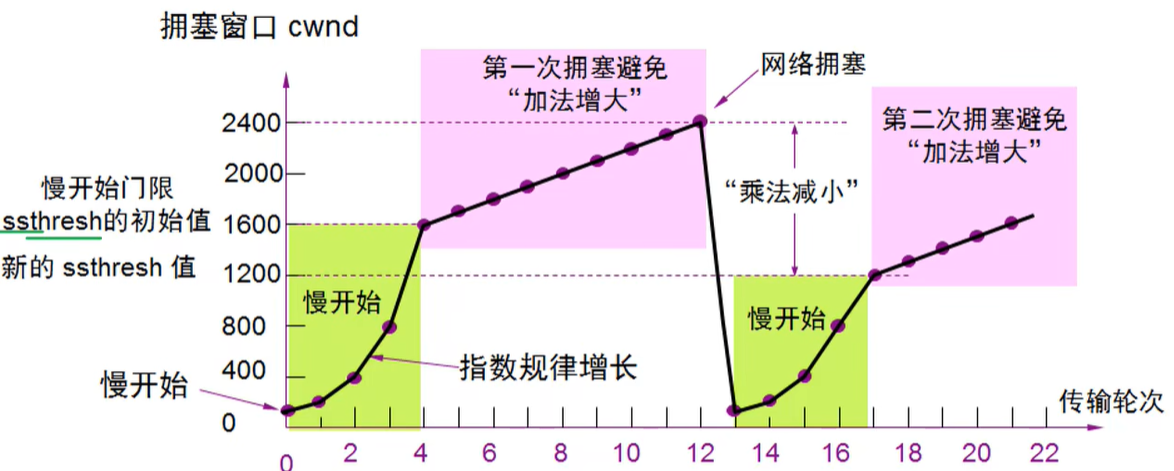 拥塞窗口 cwnd
第一次拥塞避免
“加法增大”
网络拥塞
2400
2000
慢开始门限
ssthresh的初始值
1600
新的 ssthresh 值
1200
800
400
0
慢开始
慢开始
指数规律增长
“乘法减小”
第二次拥塞避免
“加法增大”
慢开始
传输轮次
0 2 4 6 8 10 12 14 16 18 20 22